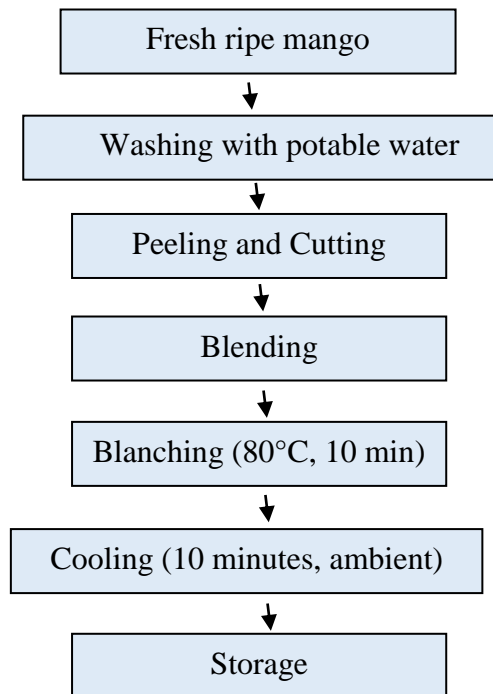 Fresh ripe mango
Washing with potable water
Peeling and Cutting
Blending
Blanching (80°C, 10 min)
Cooling (10 minutes, ambient)
Storage